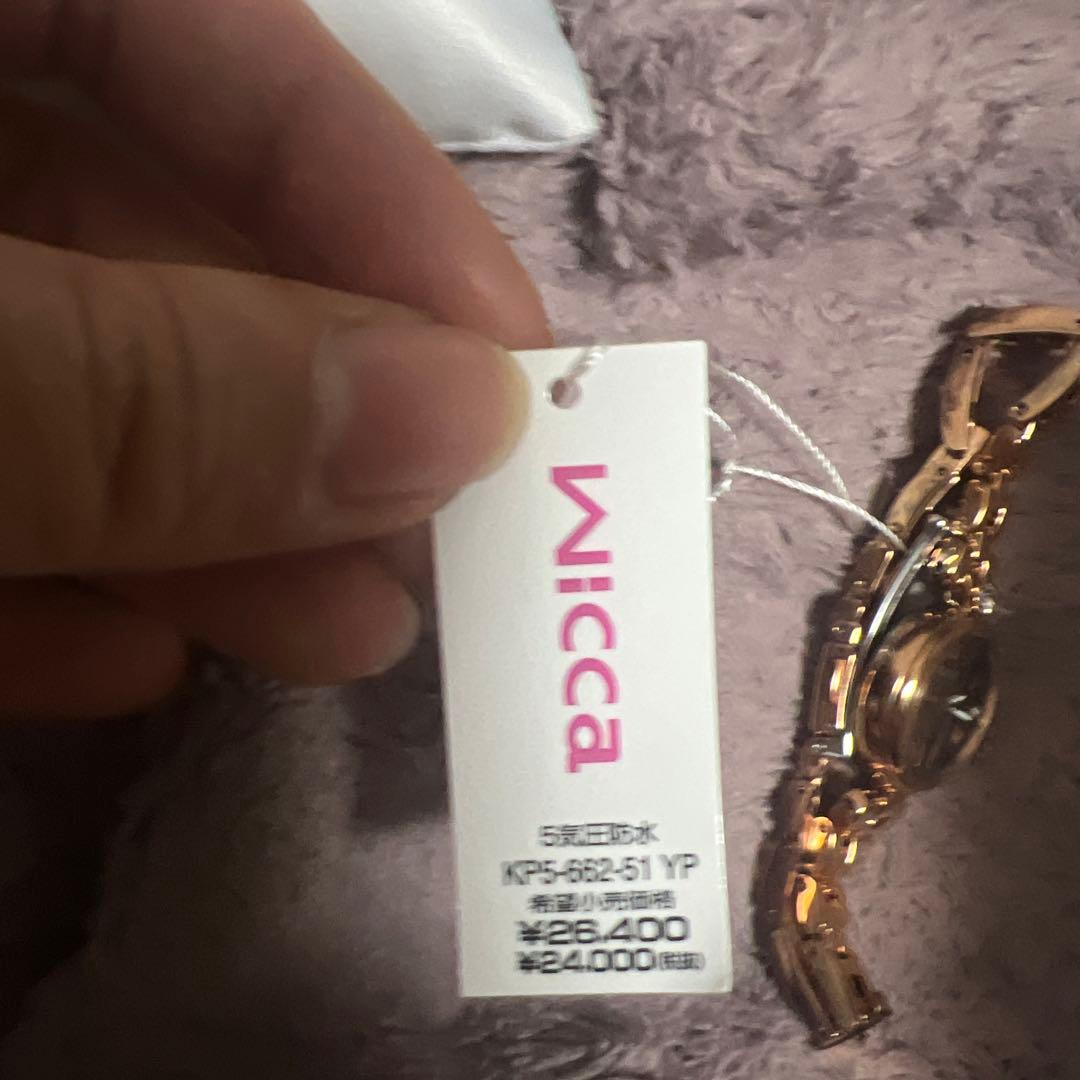 wicca
5気圧防水
KP5-662-51 YP
希望小売価格
¥26,400
¥24,000(税抜)